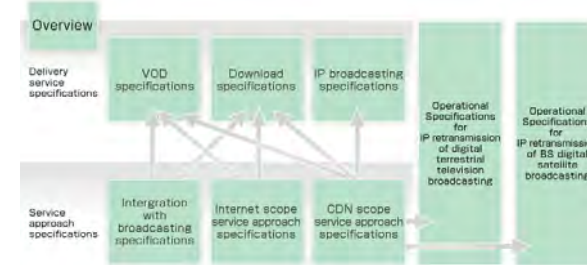 Overview
Delivery
service
specifications
VOD
specifications
Download
specifications
IP broadcasting
specifications
Operational
Specifications
for
IP retransmission
of digital
terrestrial
television
broadcasting
Operational
Specification
for
IP retransmissi
of BS digital
satellite
broadcasting
Service
approach
specifications
Intergration
with
broadcasting
specifications
Internet scope
service approach
specifications
CDN scope
service approach
specifications